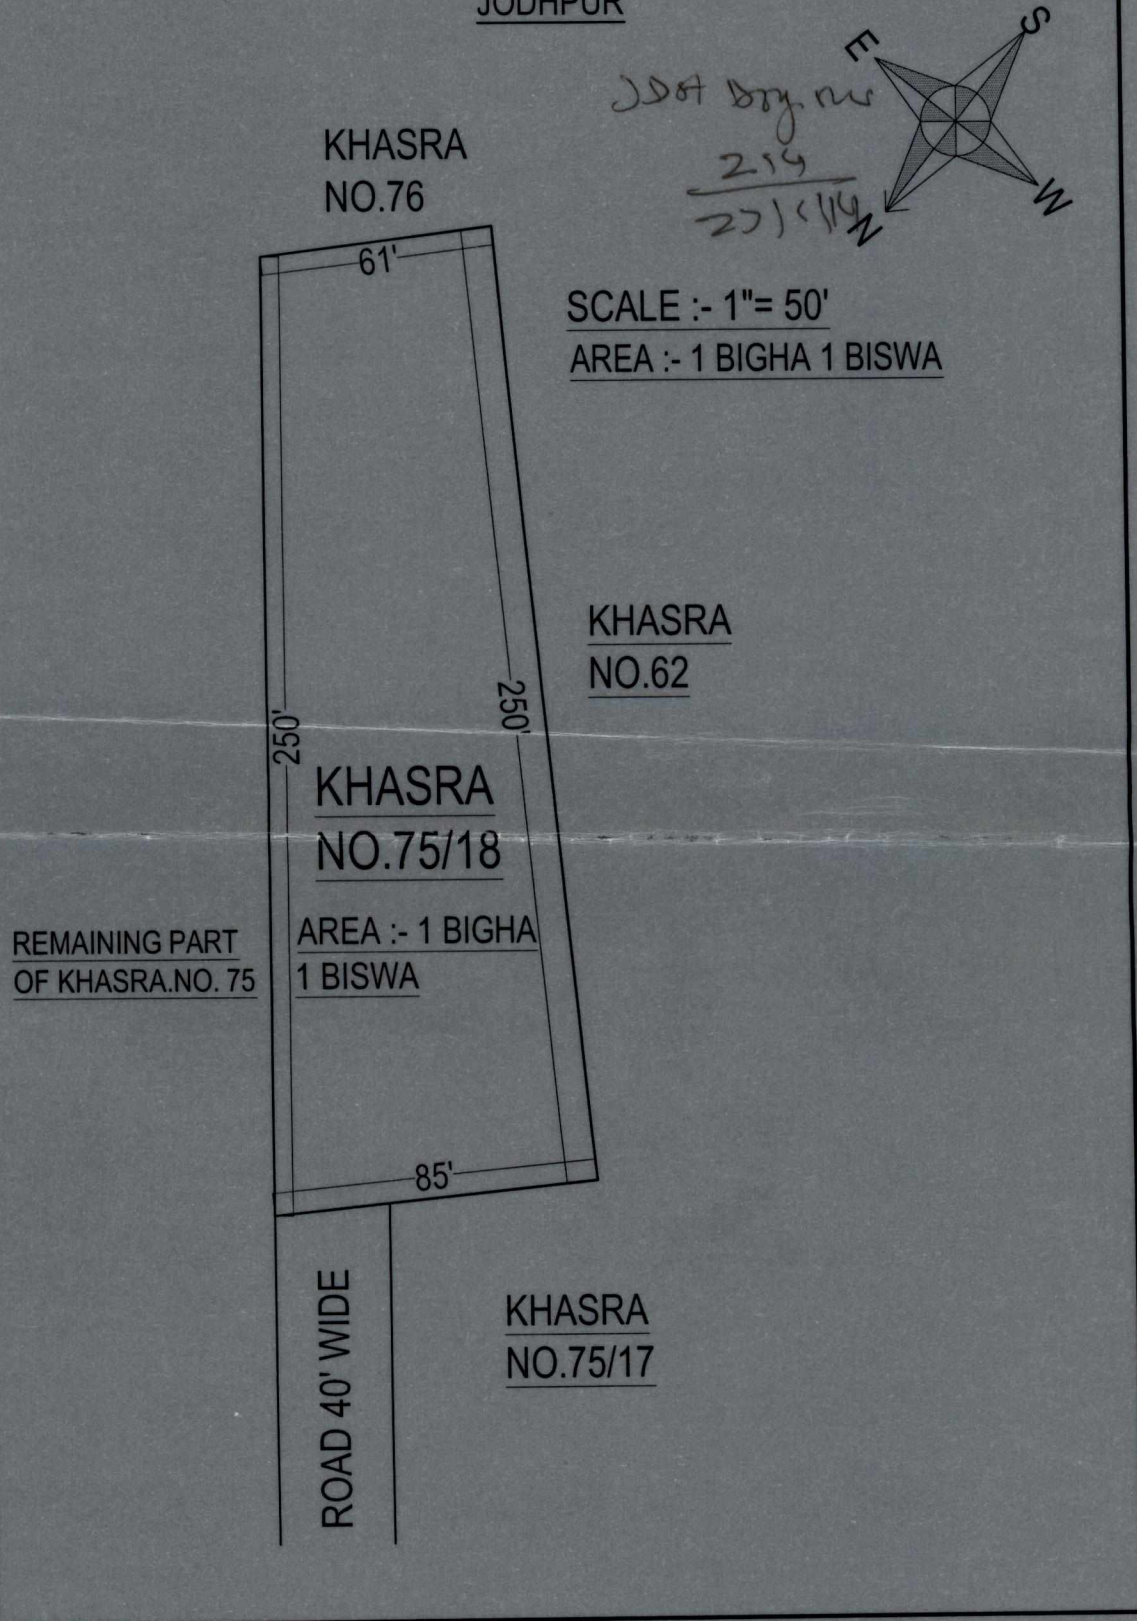 JODHPUR
E
S
W
N
KHASRA
NO.76
61'
SCALE :- 1"= 50'
AREA :- 1 BIGHA 1 BISWA
KHASRA
NO.62
250'
250'
KHASRA
NO.75/18
AREA :- 1 BIGHA
1 BISWA
REMAINING PART
OF KHASRA.NO. 75
85'
ROAD 40' WIDE
KHASRA
NO.75/17